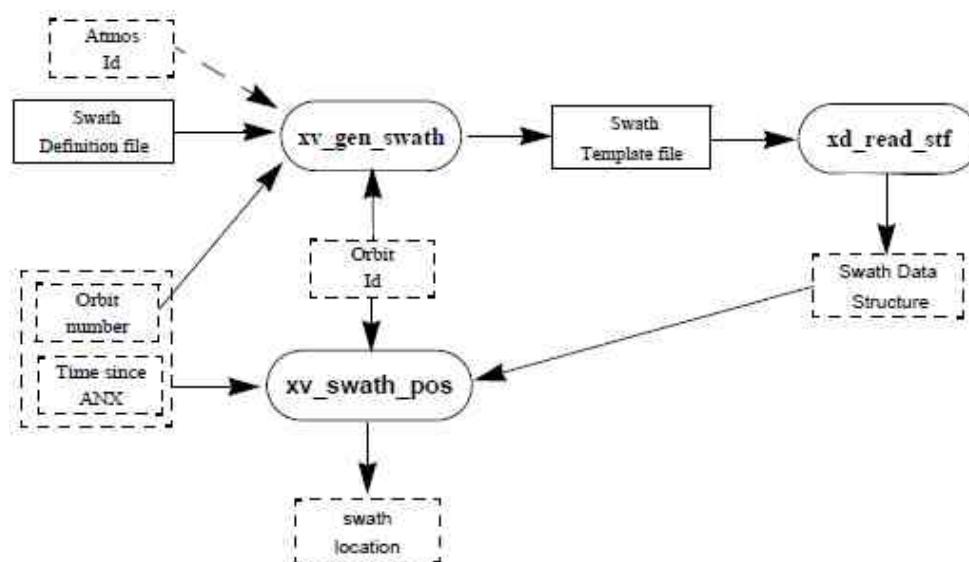 Atmos
Id
Swath
Definition file
xv_gen_swath
Swath
Template file
xd_read_stf
Orbit
Id
Swath Data
Structure
Orbit
number
Time since
ANX
xv_swath_pos
swath
location